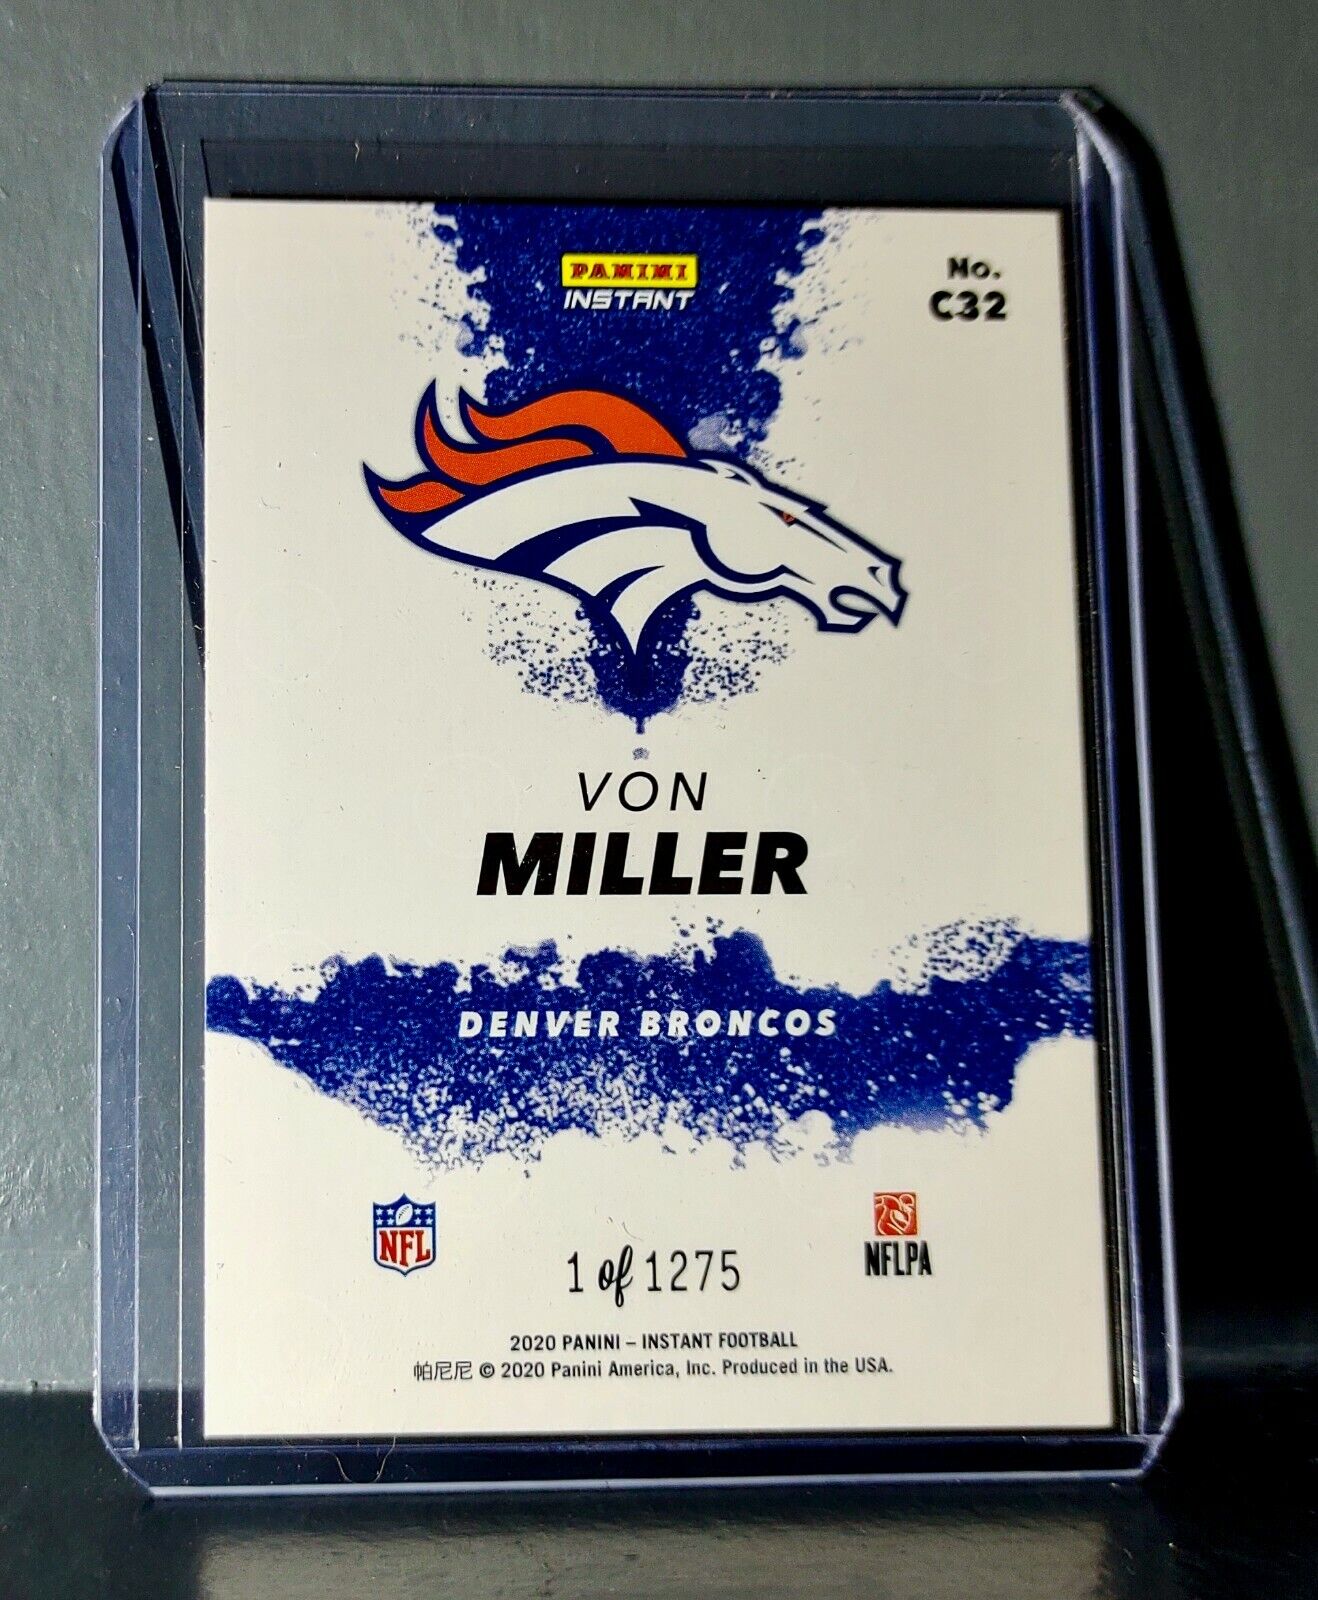 PANINI
INSTANT
No.
C32
VON
MILLER
DENVER BRONCOS
NFL
1 of 1275
NFLPA
2020 PANINI – INSTANT FOOTBALL
帕尼尼 © 2020 Panini America, Inc. Produced in the USA.